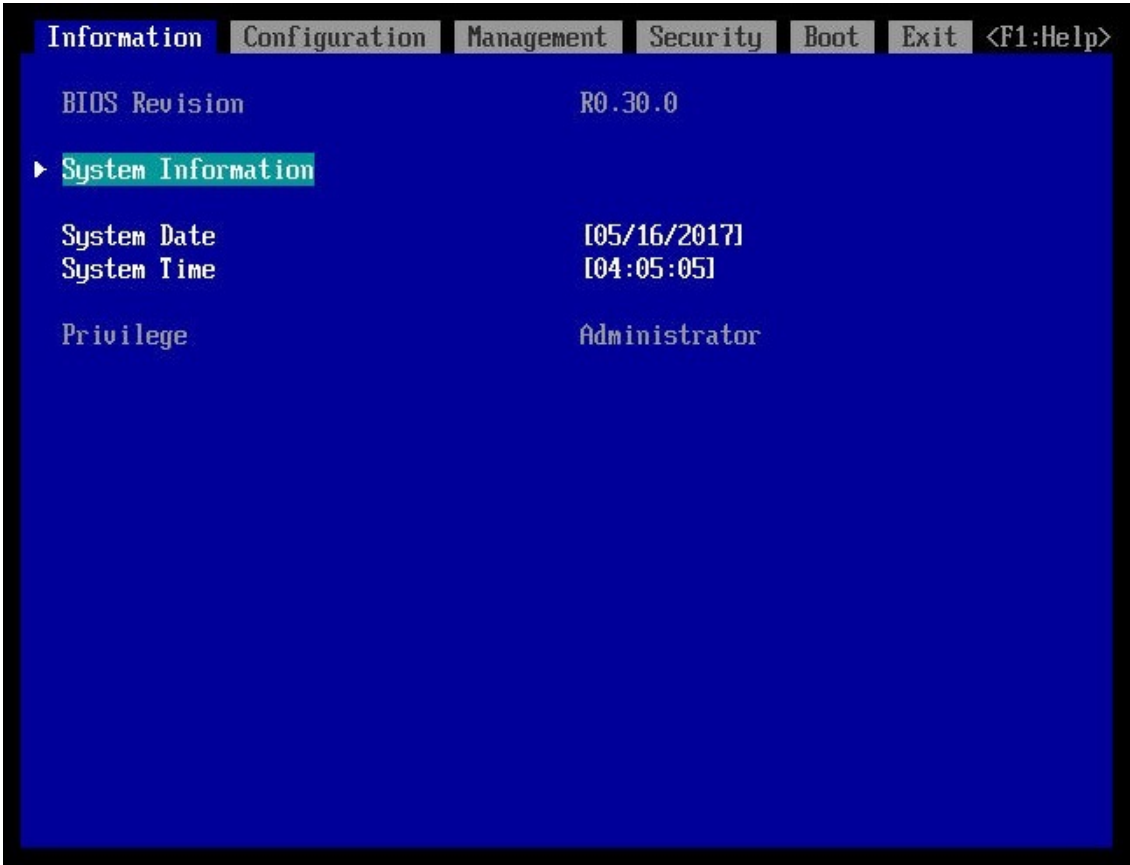 Information Configuration Management Security Boot Exit <F1:Help>
BIOS Revision R0.30.0
System Information
System Date [05/16/2017]
System Time [04:05:05]
Privilege Administrator